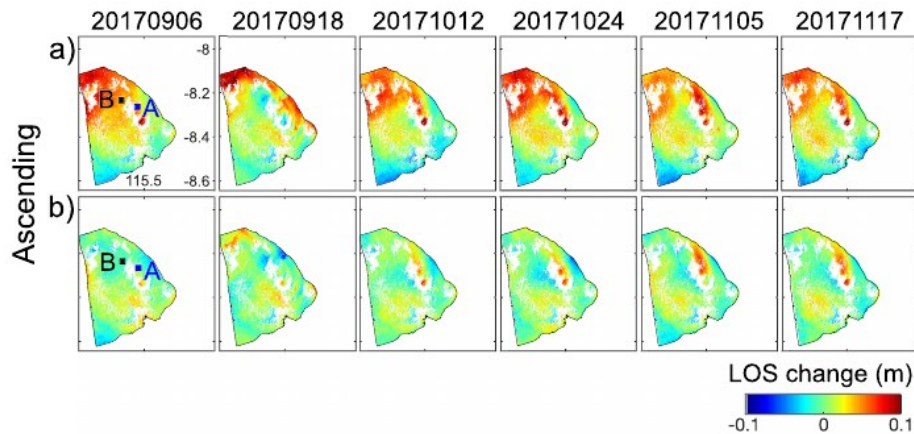 20170906 20170918 20171012 20171024 20171105 20171117
a)
-8
B A -8.2
-8.4
115.5 -8.6
b)
B A
Ascending
LOS change (m)
-0.1 0 0.1